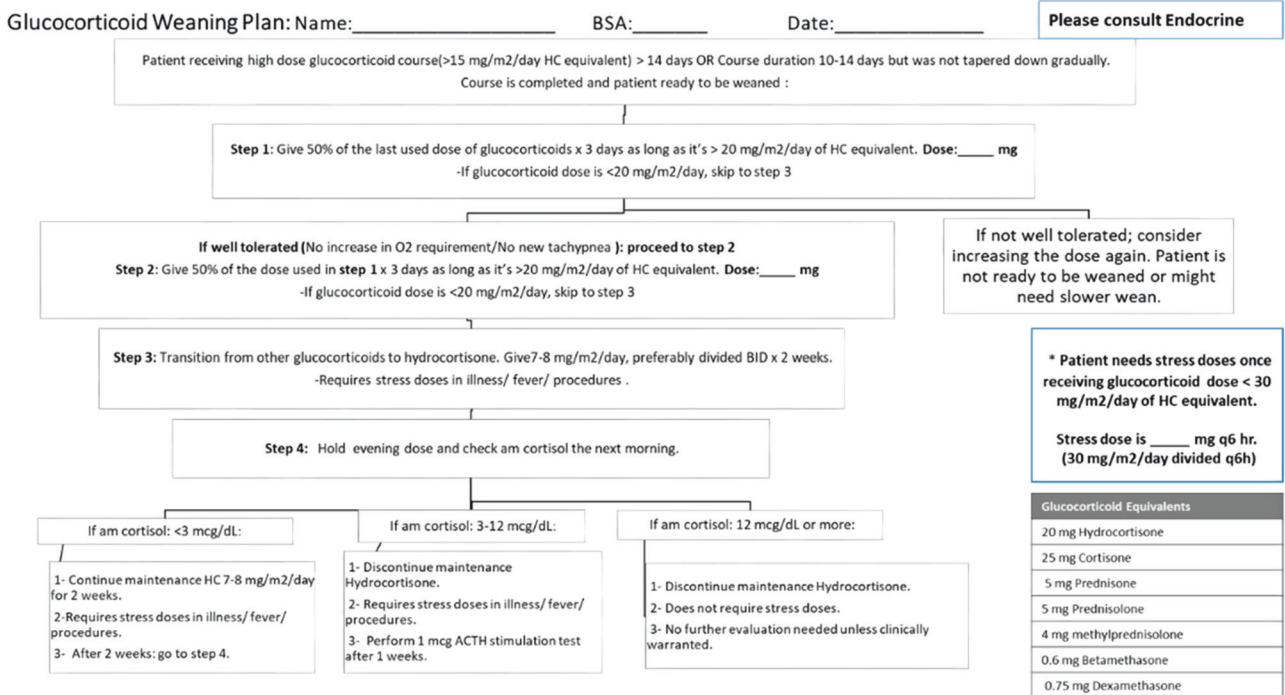 Glucocorticoid Weaning Plan: Name:____________________ BSA:_______ Date:_______________
Please consult Endocrine
Patient receiving high dose glucocorticoid course(>15 mg/m2/day HC equivalent) > 14 days OR Course duration 10-14 days but was not tapered down gradually.
Course is completed and patient ready to be weaned :
Step 1: Give 50% of the last used dose of glucocorticoids x 3 days as long as it's > 20 mg/m2/day of HC equivalent. Dose:_____ mg
-If glucocorticoid dose is <20 mg/m2/day, skip to step 3
If well tolerated (No increase in O2 requirement/No new tachypnea ): proceed to step 2
Step 2: Give 50% of the dose used in step 1 x 3 days as long as it's >20 mg/m2/day of HC equivalent. Dose:_____ mg
-If glucocorticoid dose is <20 mg/m2/day, skip to step 3
If not well tolerated; consider
increasing the dose again. Patient is
not ready to be weaned or might
need slower wean.
Step 3: Transition from other glucocorticoids to hydrocortisone. Give7-8 mg/m2/day, preferably divided BID x 2 weeks.
-Requires stress doses in illness/ fever/ procedures .
* Patient needs stress doses once
receiving glucocorticoid dose < 30
mg/m2/day of HC equivalent.
Stress dose is _____ mg q6 hr.
(30 mg/m2/day divided q6h)
Step 4: Hold evening dose and check am cortisol the next morning.
If am cortisol: <3 mcg/dL:
1- Continue maintenance HC 7-8 mg/m2/day
for 2 weeks.
2-Requires stress doses in illness/ fever/
procedures.
3- After 2 weeks: go to step 4.
If am cortisol: 3-12 mcg/dL:
1- Discontinue maintenance
Hydrocortisone.
2- Requires stress doses in illness/ fever/
procedures.
3- Perform 1 mcg ACTH stimulation test
after 1 weeks.
If am cortisol: 12 mcg/dL or more:
1- Discontinue maintenance Hydrocortisone.
2- Does not require stress doses.
3- No further evaluation needed unless clinically
warranted.
Glucocorticoid Equivalents
20 mg Hydrocortisone
25 mg Cortisone
5 mg Prednisone
5 mg Prednisolone
4 mg methylprednisolone
0.6 mg Betamethasone
0.75 mg Dexamethasone